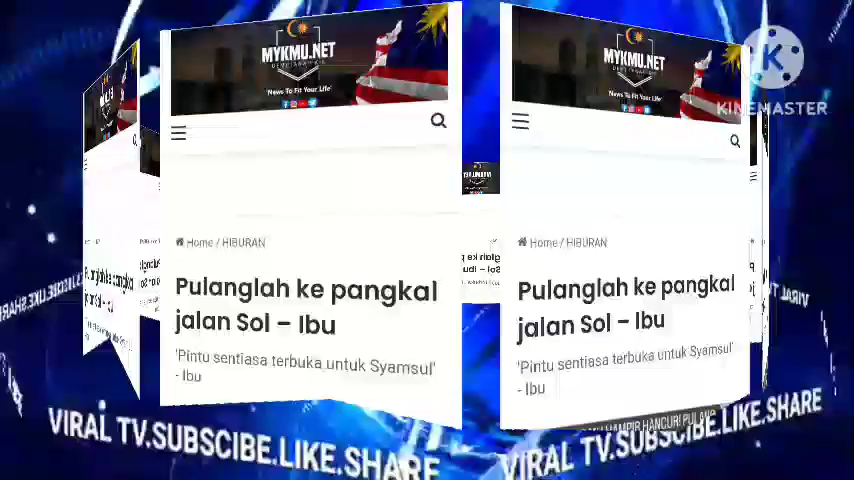 MYKMU.NET
"News To Fit Your Life"
Home / HIBURAN
Pulanglah ke pangkal
jalan Sol – Ibu
'Pintu sentiasa terbuka untuk Syamsul'
- Ibu
MYKMU.NET
"News To Fit Your Life"
Home / HIBURAN
Pulanglah ke pangkal
jalan Sol – Ibu
'Pintu sentiasa terbuka untuk Syamsul'
- Ibu
KINEMASTER
VIRAL TV.SUBSCIBE.LIKE.SHARE
VIRAL TV.SUBSCIBE.LIKE.SHARE